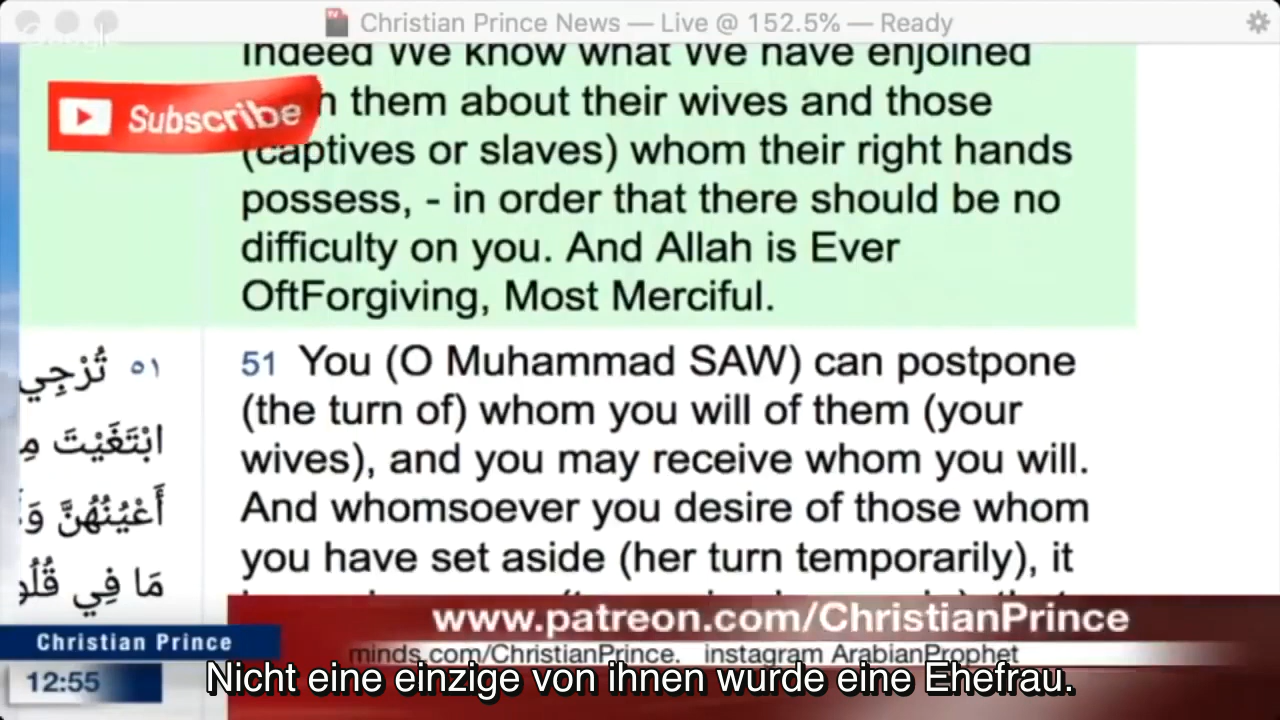 Christian Prince News — Live @ 152.5% — Ready
Google
Indeed We know what We have enjoined
Subscribe
them about their wives and those
(captives or slaves) whom their right hands
possess, - in order that there should be no
difficulty on you. And Allah is Ever
OftForgiving, Most Merciful.
٥١ تُرْجِي
51 You (O Muhammad SAW) can postpone
(the turn of) whom you will of them (your
ابْتَغَيْتَ
wives), and you may receive whom you will.
أَعْيُنُهُنَّ
And whomsoever you desire of those whom
you have set aside (her turn temporarily), it
مَا فِي
www.patreon.com/ChristianPrince
Christian Prince
minds.com/ChristianPrince. instagram ArabianProphet
12:55
Nicht eine einzige von ihnen wurde eine Ehefrau.